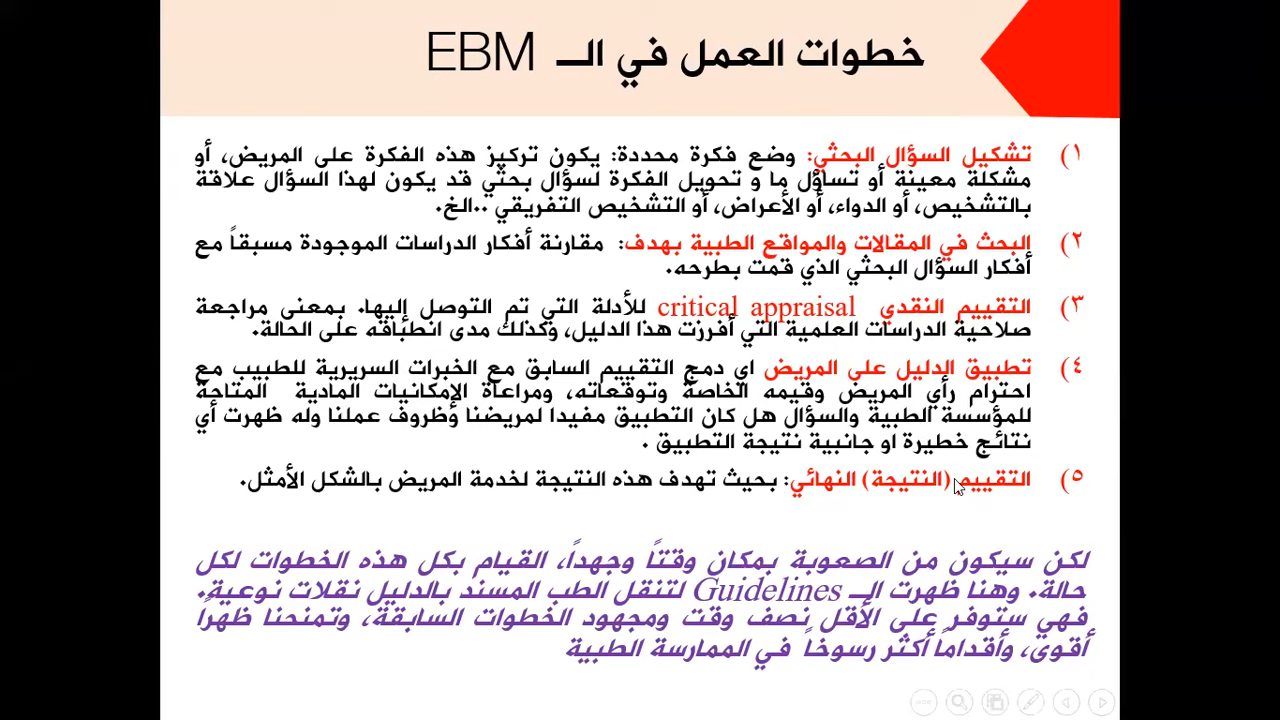 خطوات العمل في الـــ EBM
١) تشكيل السؤال البحثي: وضع فكرة محددة: يكون تركيز هذه الفكرة على المريض، أو
مشكلة معينة أو تساؤل ما و تحويل الفكرة لسؤال بحثي قد يكون لهذا السؤال علاقة
بالتشخيص، أو الدواء، أو الأعراض، أو التشخيص التفريقي ..الخ.
٢) البحث في المقالات والمواقع الطبية بهدف: مقارنة أفكار الدراسات الموجودة مسبقاً مع
أفكار السؤال البحثي الذي قمت بطرحه.
٣) التقييم النقدي critical appraisal للأدلة التي تم التوصل إليها. بمعنى مراجعة
صلاحية الدراسات العلمية التي أفرزت هذا الدليل، وكذلك مدى انطباقه على الحالة.
٤) تطبيق الدليل على المريض اي دمج التقييم السابق مع الخبرات السريرية للطبيب مع
احترام رأي المريض وقيمه الخاصة وتوقعاته، ومراعاة الإمكانيات المادية المتاحة
للمؤسسة الطبية والسؤال هل كان التطبيق مفيدا لمريضنا وظروف عملنا وله ظهرت أي
نتائج خطيرة او جانبية نتيجة التطبيق .
٥) التقييم (النتيجة) النهائي: بحيث تهدف هذه النتيجة لخدمة المريض بالشكل الأمثل.
لكن سيكون من الصعوبة بمكان وقتاً وجهداً، القيام بكل هذه الخطوات لكل
حالة. وهنا ظهرت الـــ Guidelines لتنقل الطب المسند بالدليل نقلات نوعية.
فهي ستوفر على الأقل نصف وقت ومجهود الخطوات السابقة، وتمنحنا ظهراً
أقوى، وأقداماً أكثر رسوخاً في الممارسة الطبية